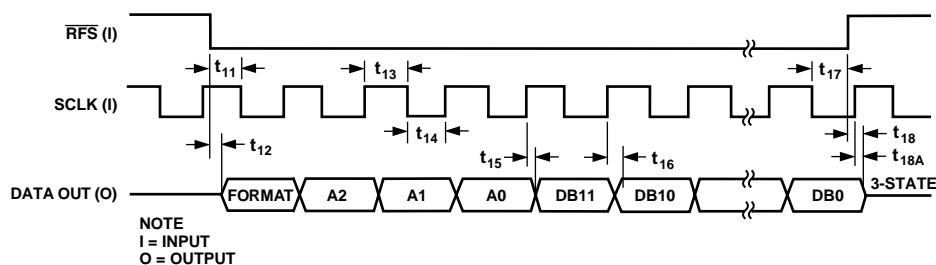 RFS (I)
t11 t13 t17
SCLK (I)
t12 t14 t15 t16 t18
t18A
3-STATE
DATA OUT (O) FORMAT A2 A1 A0 DB11 DB10 DB0
NOTE
I = INPUT
O = OUTPUT